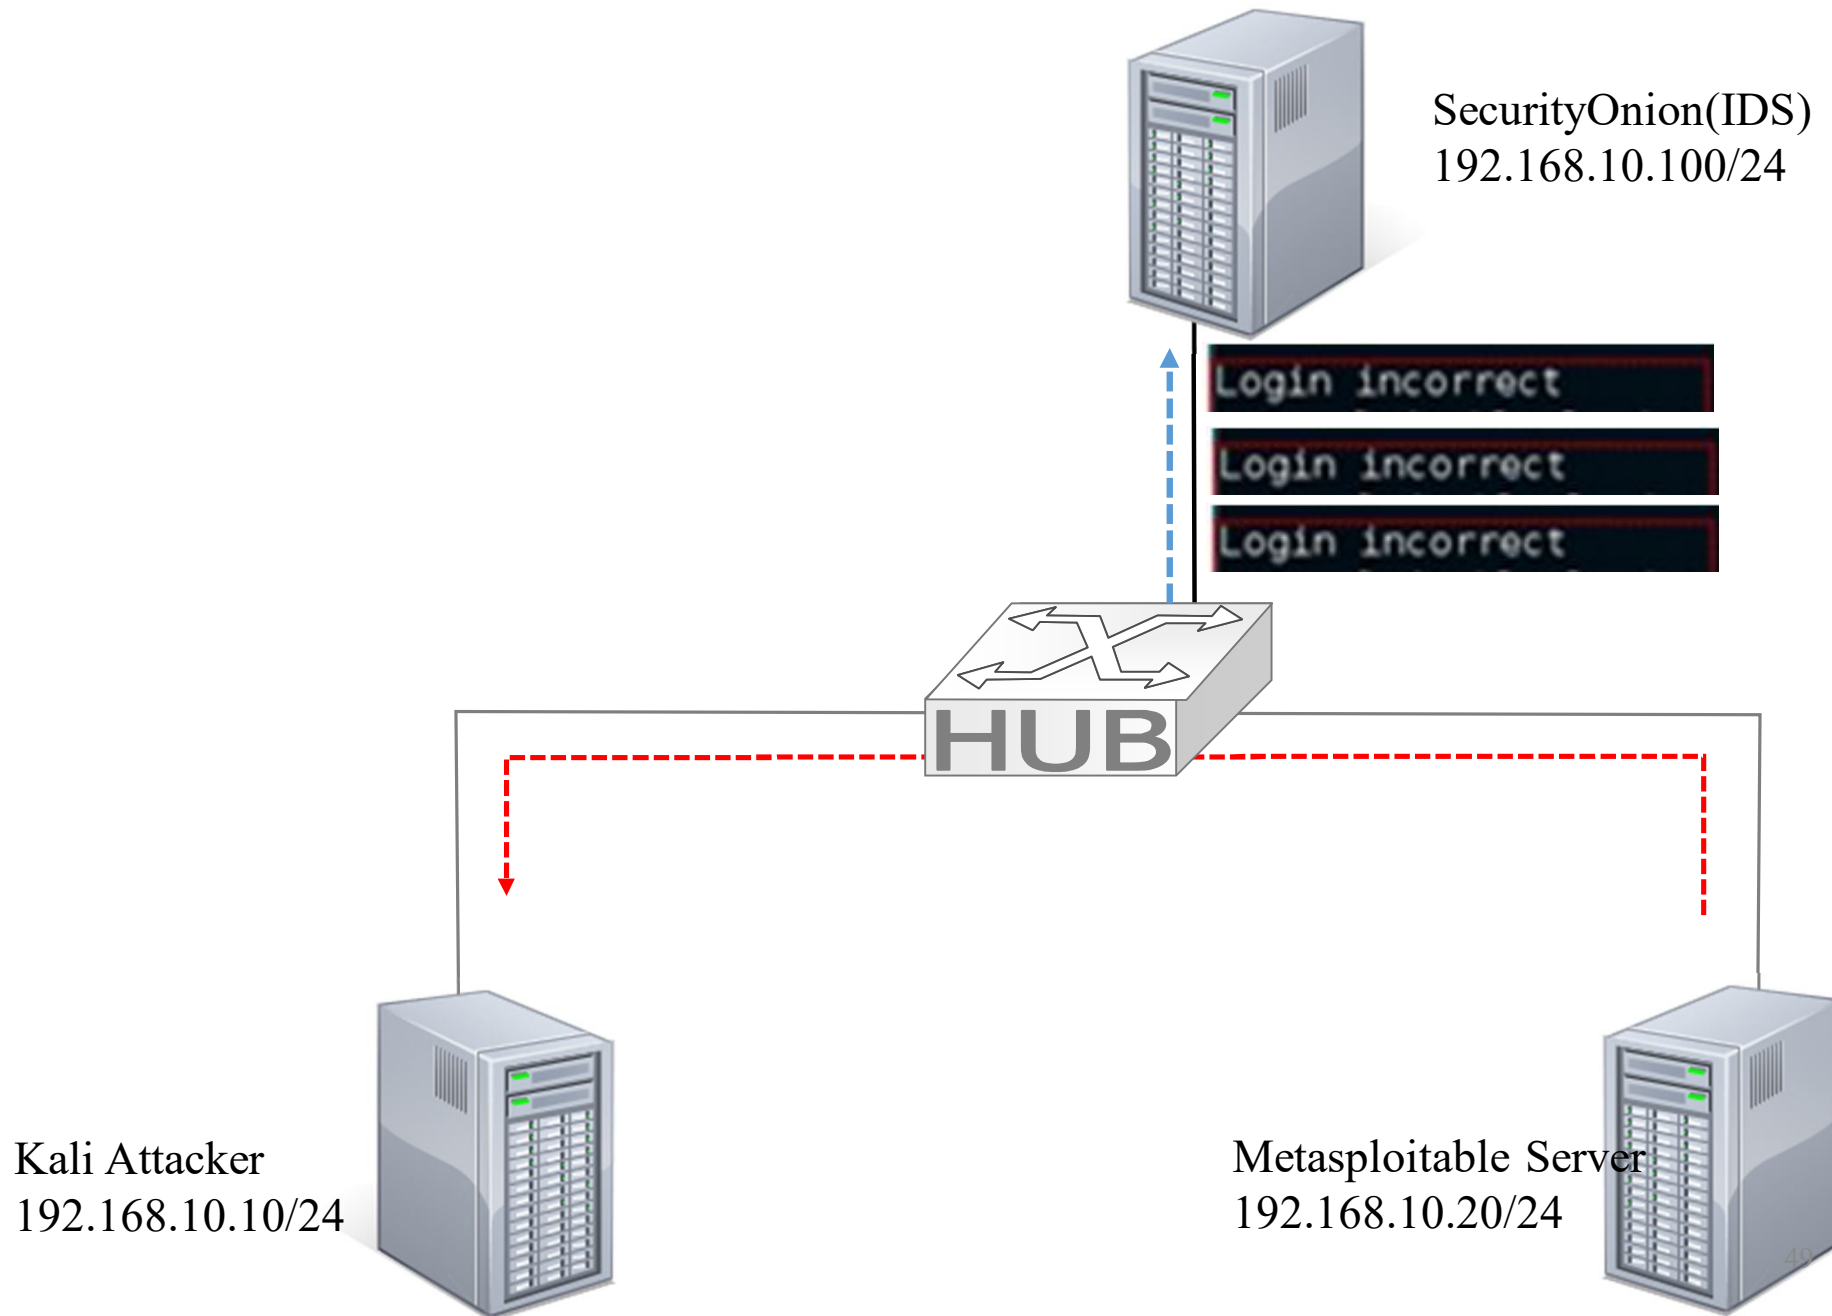 SecurityOnion(IDS)
192.168.10.100/24
Login incorrect
Login incorrect
Login incorrect
HUB
Kali Attacker
192.168.10.10/24
Metasploitable Server
192.168.10.20/24
49